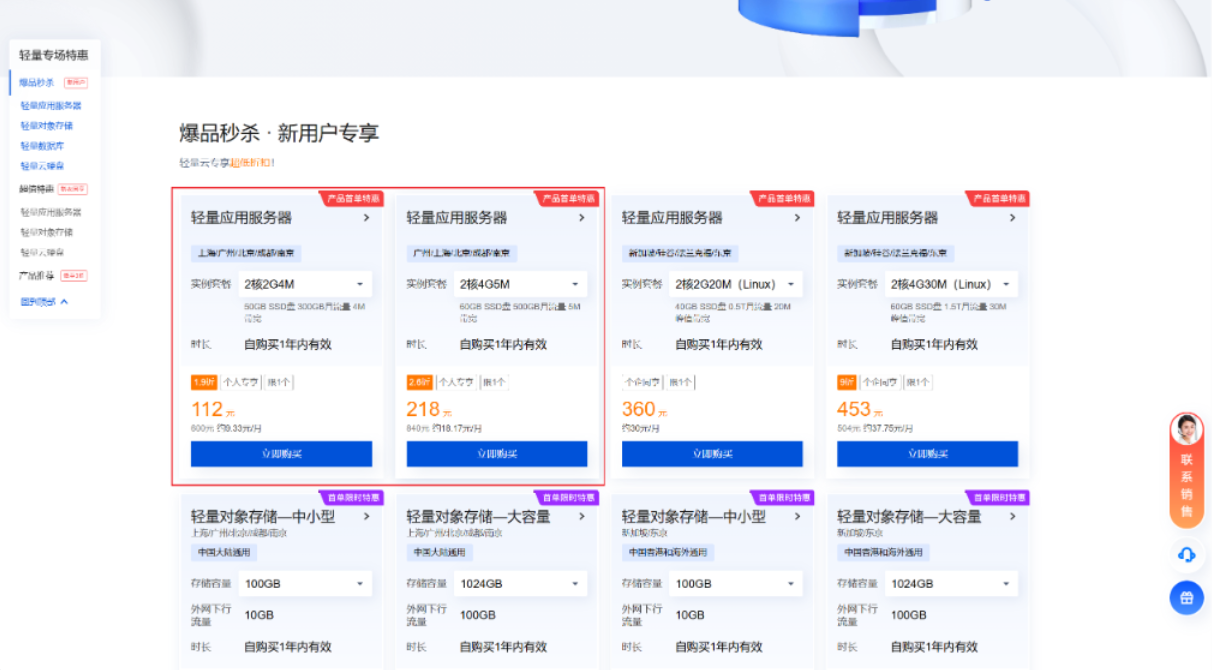 轻量专场特惠
爆品秒杀 新用户
轻量应用服务器
轻量对象存储
轻量数据库
轻量云硬盘
超值特惠
轻量应用服务器
轻量对象存储
轻量云硬盘
产品推荐
回到顶部
爆品秒杀 · 新用户专享
轻量云专享超低折扣！
产品首单特惠
轻量应用服务器
上海/广州/北京/成都/南京
实例套餐 2核2G4M
50GB SSD盘 300GB月流量 4M
带宽
时长 自购买1年内有效
1.9折 个人专享 限1个
112元
600元 约9.33元/月
立即购买
产品首单特惠
轻量应用服务器
广州/上海/北京/成都/南京
实例套餐 2核4G5M
60GB SSD盘 500GB月流量 5M
带宽
时长 自购买1年内有效
2.6折 个人专享 限1个
218元
840元 约18.17元/月
立即购买
产品首单特惠
轻量应用服务器
新加坡/硅谷/法兰克福/东京
实例套餐 2核2G20M（Linux）
40GB SSD盘 0.5T月流量 20M
峰值带宽
时长 自购买1年内有效
个企同享 限1个
360元
约30元/月
立即购买
产品首单特惠
轻量应用服务器
新加坡/硅谷/法兰克福/东京
实例套餐 2核4G30M（Linux）
60GB SSD盘 1.5T月流量 30M
峰值带宽
时长 自购买1年内有效
9折 个企同享 限1个
453元
504元 约37.75元/月
立即购买
首单限时特惠
轻量对象存储—中小型
上海/广州/北京/成都/南京
中国大陆通用
存储容量 100GB
外网下行
流量 10GB
时长 自购买1年内有效
首单限时特惠
轻量对象存储—大容量
上海/广州/北京/成都/南京
中国大陆通用
存储容量 1024GB
外网下行
流量 100GB
时长 自购买1年内有效
首单限时特惠
轻量对象存储—中小型
新加坡/东京
中国香港和海外通用
存储容量 100GB
外网下行
流量 10GB
时长 自购买1年内有效
首单限时特惠
轻量对象存储—大容量
新加坡/东京
中国香港和海外通用
存储容量 1024GB
外网下行
流量 100GB
时长 自购买1年内有效
联系销售